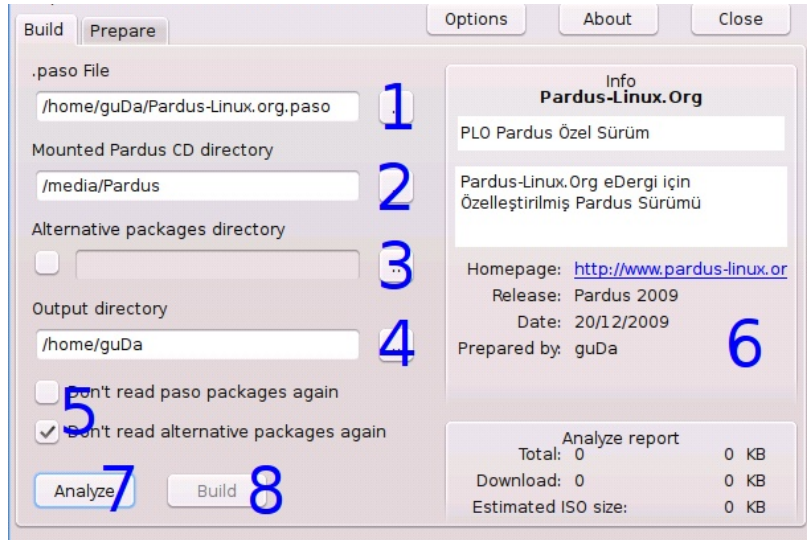 Build
Prepare
Options
About
Close
.paso File
/home/guDa/Pardus-Linux.org.paso
1
Mounted Pardus CD directory
/media/Pardus
2
Alternative packages directory
..
3
Output directory
/home/guDa
4
Don't read paso packages again
5
Don't read alternative packages again
Analyze
7
Build
8
Info
Pardus-Linux.Org
PLO Pardus Özel Sürüm
Pardus-Linux.Org eDergi için
Özelleştirilmiş Pardus Sürümü
Homepage: http://www.pardus-linux.or
Release: Pardus 2009
Date: 20/12/2009
Prepared by: guDa
6
Analyze report
Total: 0 0 KB
Download: 0 0 KB
Estimated ISO size: 0 KB